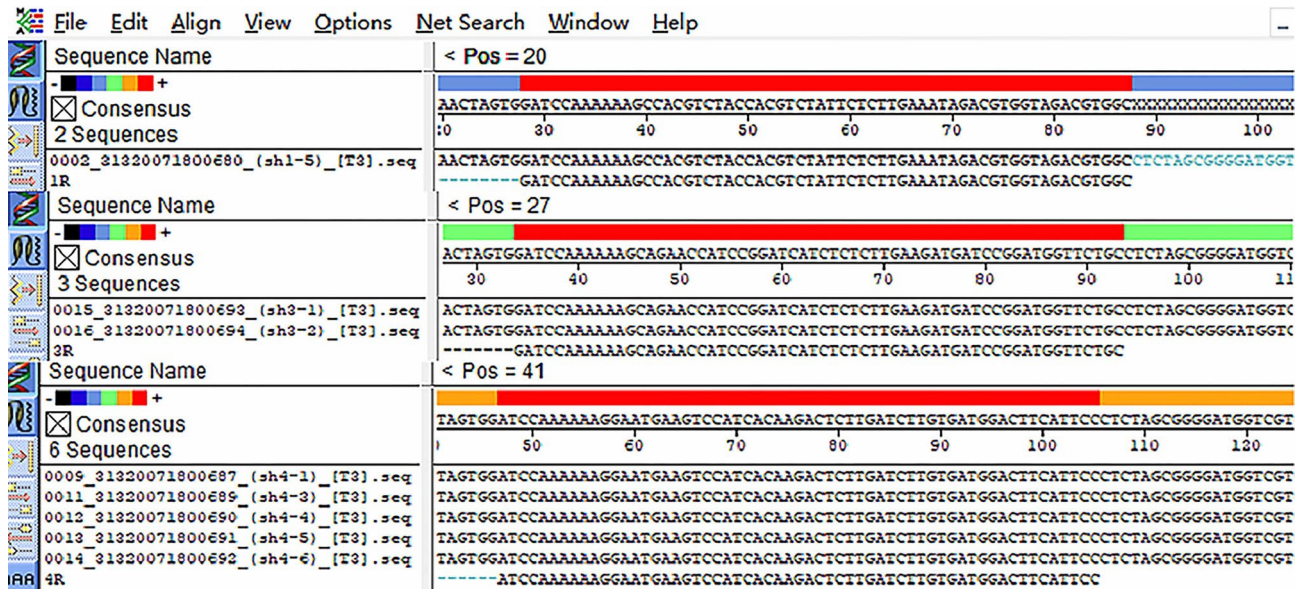 File Edit Align View Options Net Search Window Help
Sequence Name < Pos = 20
- +
Consensus AACTAGTGGATCCAAAAAAGCCACGTCTACCACGTCTATTCTCTTGAAATAGACGTGGTAGACGTGGCXXXXXXXXXXXXXXXX
2 Sequences :0 30 40 50 60 70 80 90 100
0002_31320071800680_(sh1-5)_[T3].seq AACTAGTGGATCCAAAAAAGCCACGTCTACCACGTCTATTCTCTTGAAATAGACGTGGTAGACGTGGCCTCTAGCGGGGATGGT
1R --------GATCCAAAAAAGCCACGTCTACCACGTCTATTCTCTTGAAATAGACGTGGTAGACGTGGC
Sequence Name < Pos = 27
- +
Consensus ACTAGTGGATCCAAAAAAGCAGAACCATCCGGATCATCTCTCTTGAAGATGATCCGGATGGTTCTGCCTCTAGCGGGGATGGTC
3 Sequences 30 40 50 60 70 80 90 100 11
0015_31320071800693_(sh3-1)_[T3].seq ACTAGTGGATCCAAAAAAGCAGAACCATCCGGATCATCTCTCTTGAAGATGATCCGGATGGTTCTGCCTCTAGCGGGGATGGTC
0016_31320071800694_(sh3-2)_[T3].seq ACTAGTGGATCCAAAAAAGCAGAACCATCCGGATCATCTCTCTTGAAGATGATCCGGATGGTTCTGCCTCTAGCGGGGATGGTC
3R -------GATCCAAAAAAGCAGAACCATCCGGATCATCTCTCTTGAAGATGATCCGGATGGTTCTGC
Sequence Name < Pos = 41
- +
Consensus TAGTGGATCCAAAAAAGGAATGAAGTCCATCACAAGACTCTTGATCTTGTGATGGACTTCATTCCCTCTAGCGGGGATGGTCGT
6 Sequences 50 60 70 80 90 100 110 120
0009_31320071800687_(sh4-1)_[T3].seq TAGTGGATCCAAAAAAGGAATGAAGTCCATCACAAGACTCTTGATCTTGTGATGGACTTCATTCCCTCTAGCGGGGATGGTCGT
0011_31320071800689_(sh4-3)_[T3].seq TAGTGGATCCAAAAAAGGAATGAAGTCCATCACAAGACTCTTGATCTTGTGATGGACTTCATTCCCTCTAGCGGGGATGGTCGT
0012_31320071800690_(sh4-4)_[T3].seq TAGTGGATCCAAAAAAGGAATGAAGTCCATCACAAGACTCTTGATCTTGTGATGGACTTCATTCCCTCTAGCGGGGATGGTCGT
0013_31320071800691_(sh4-5)_[T3].seq TAGTGGATCCAAAAAAGGAATGAAGTCCATCACAAGACTCTTGATCTTGTGATGGACTTCATTCCCTCTAGCGGGGATGGTCGT
0014_31320071800692_(sh4-6)_[T3].seq TAGTGGATCCAAAAAAGGAATGAAGTCCATCACAAGACTCTTGATCTTGTGATGGACTTCATTCCCTCTAGCGGGGATGGTCGT
4R ------ATCCAAAAAAGGAATGAAGTCCATCACAAGACTCTTGATCTTGTGATGGACTTCATTCC